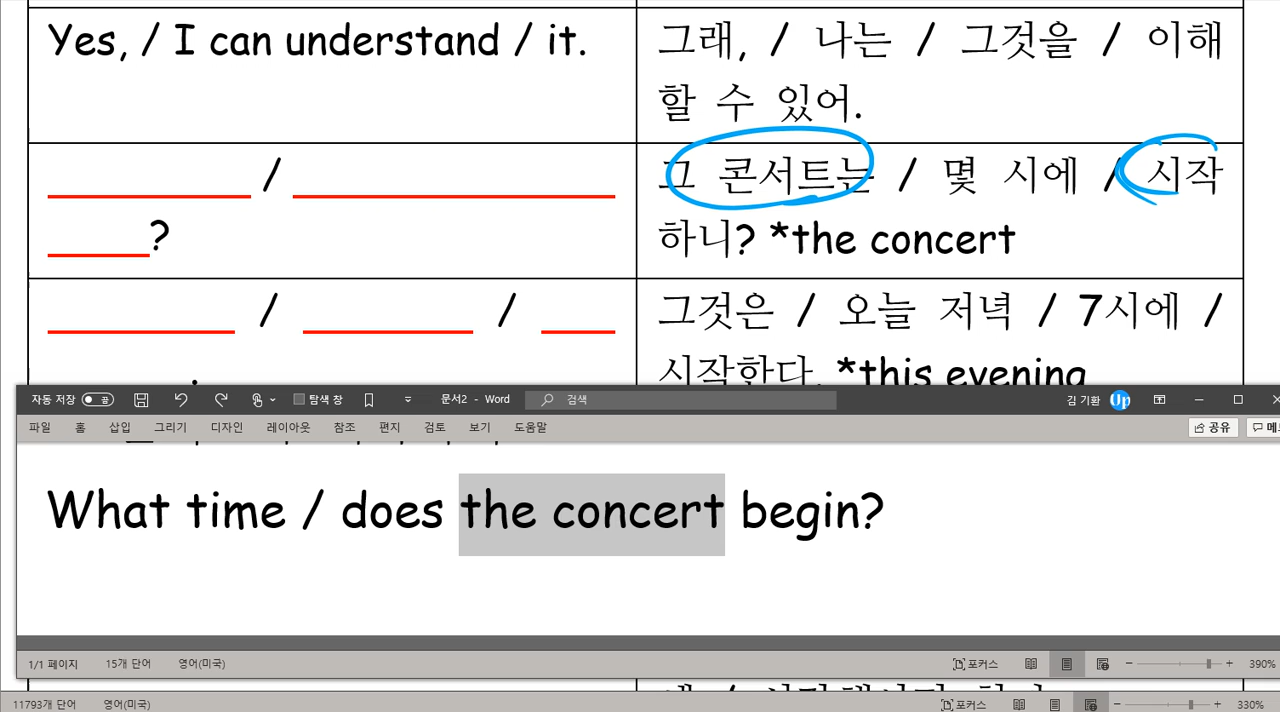 Yes, / I can understand / it.
그래, / 나는 / 그것을 / 이해
할 수 있어.
/
?
그 콘서트는 / 몇 시에 / 시작
하니? *the concert
/ /
.
그것은 / 오늘 저녁 / 7시에 /
시작한다. *this evening
자동 저장 끔 탐색 창 문서2 - Word 검색 김 기환 Up
파일 홈 삽입 그리기 디자인 레이아웃 참조 편지 검토 보기 도움말 공유 메
What time / does the concert begin?
1/1 페이지 15개 단어 영어(미국) 포커스 390%
11793개 단어 영어(미국) 포커스 330%